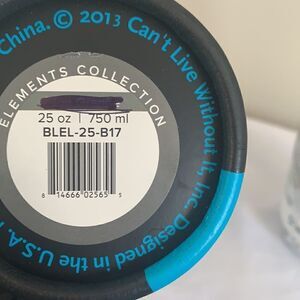 China. © 2013 Can't Live Without It, Inc. Designed in the U.S.A.
ELEMENTS COLLECTION
25 oz | 750 ml
BLEL-25-B17
8 14666 02565 5